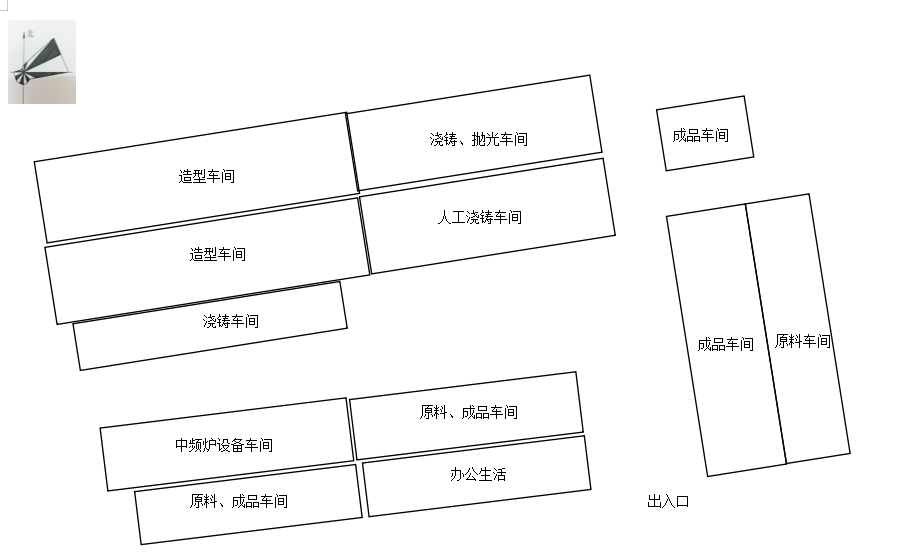 北
成品车间
浇铸、抛光车间
造型车间
人工浇铸车间
造型车间
浇铸车间
成品车间
原料车间
原料、成品车间
中频炉设备车间
办公生活
原料、成品车间
出入口